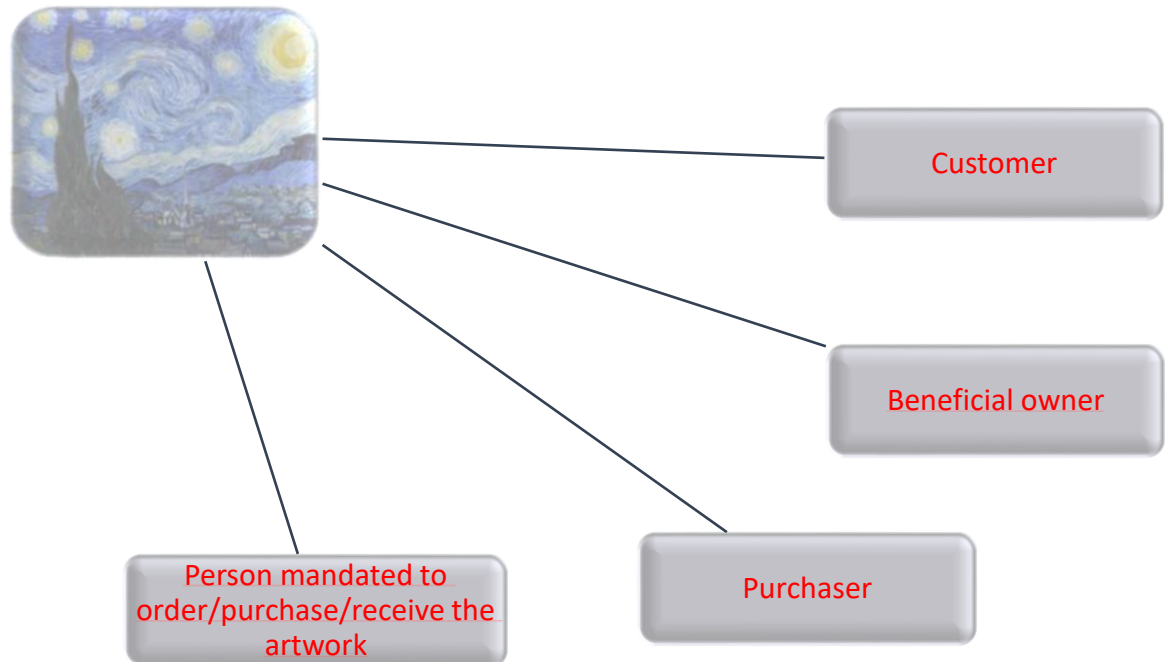 Customer
Beneficial owner
Purchaser
Person mandated to
order/purchase/receive the
artwork